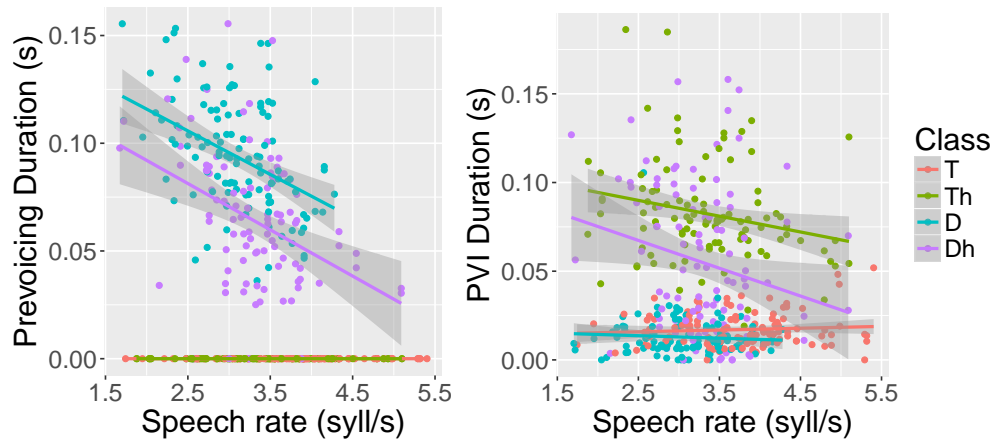 Prevoicing Duration (s)
0.15
0.10
0.05
0.00
1.5 2.5 3.5 4.5 5.5
Speech rate (syll/s)
PVI Duration (s)
0.15
0.10
0.05
0.00
1.5 2.5 3.5 4.5 5.5
Speech rate (syll/s)
Class
T
Th
D
Dh